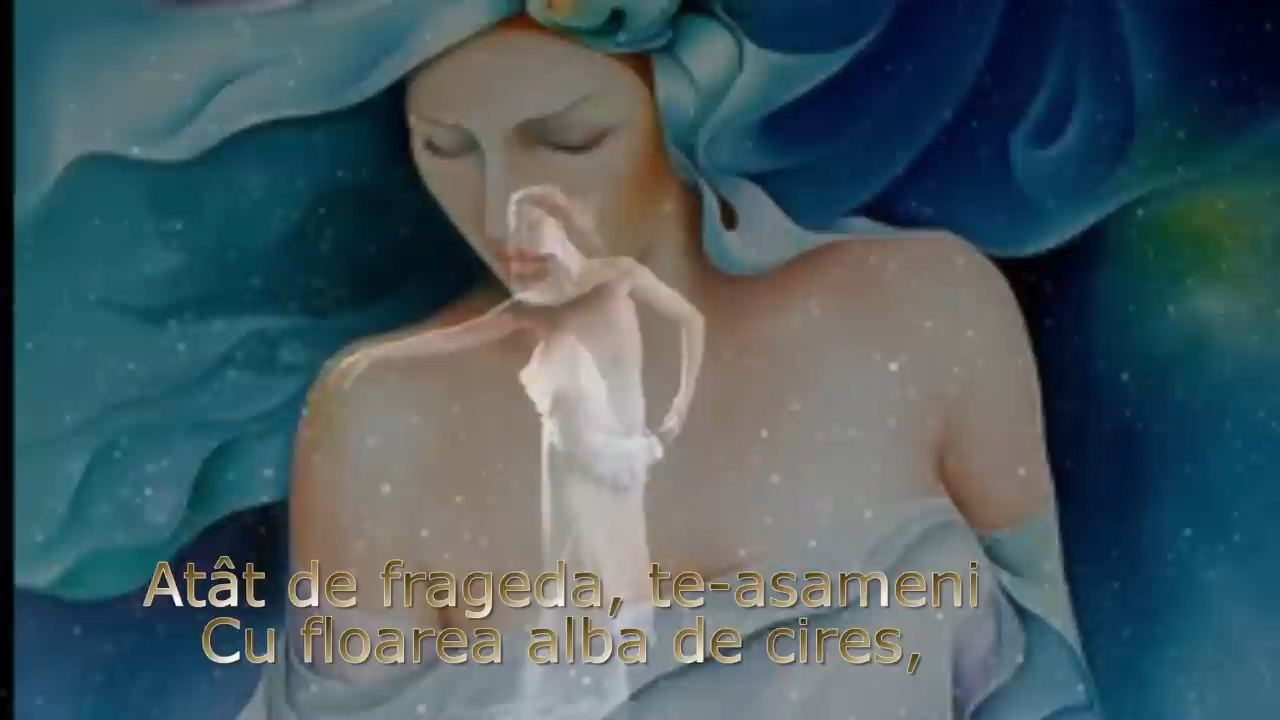 Atât de frageda, te-asameni
Cu floarea alba de cires,